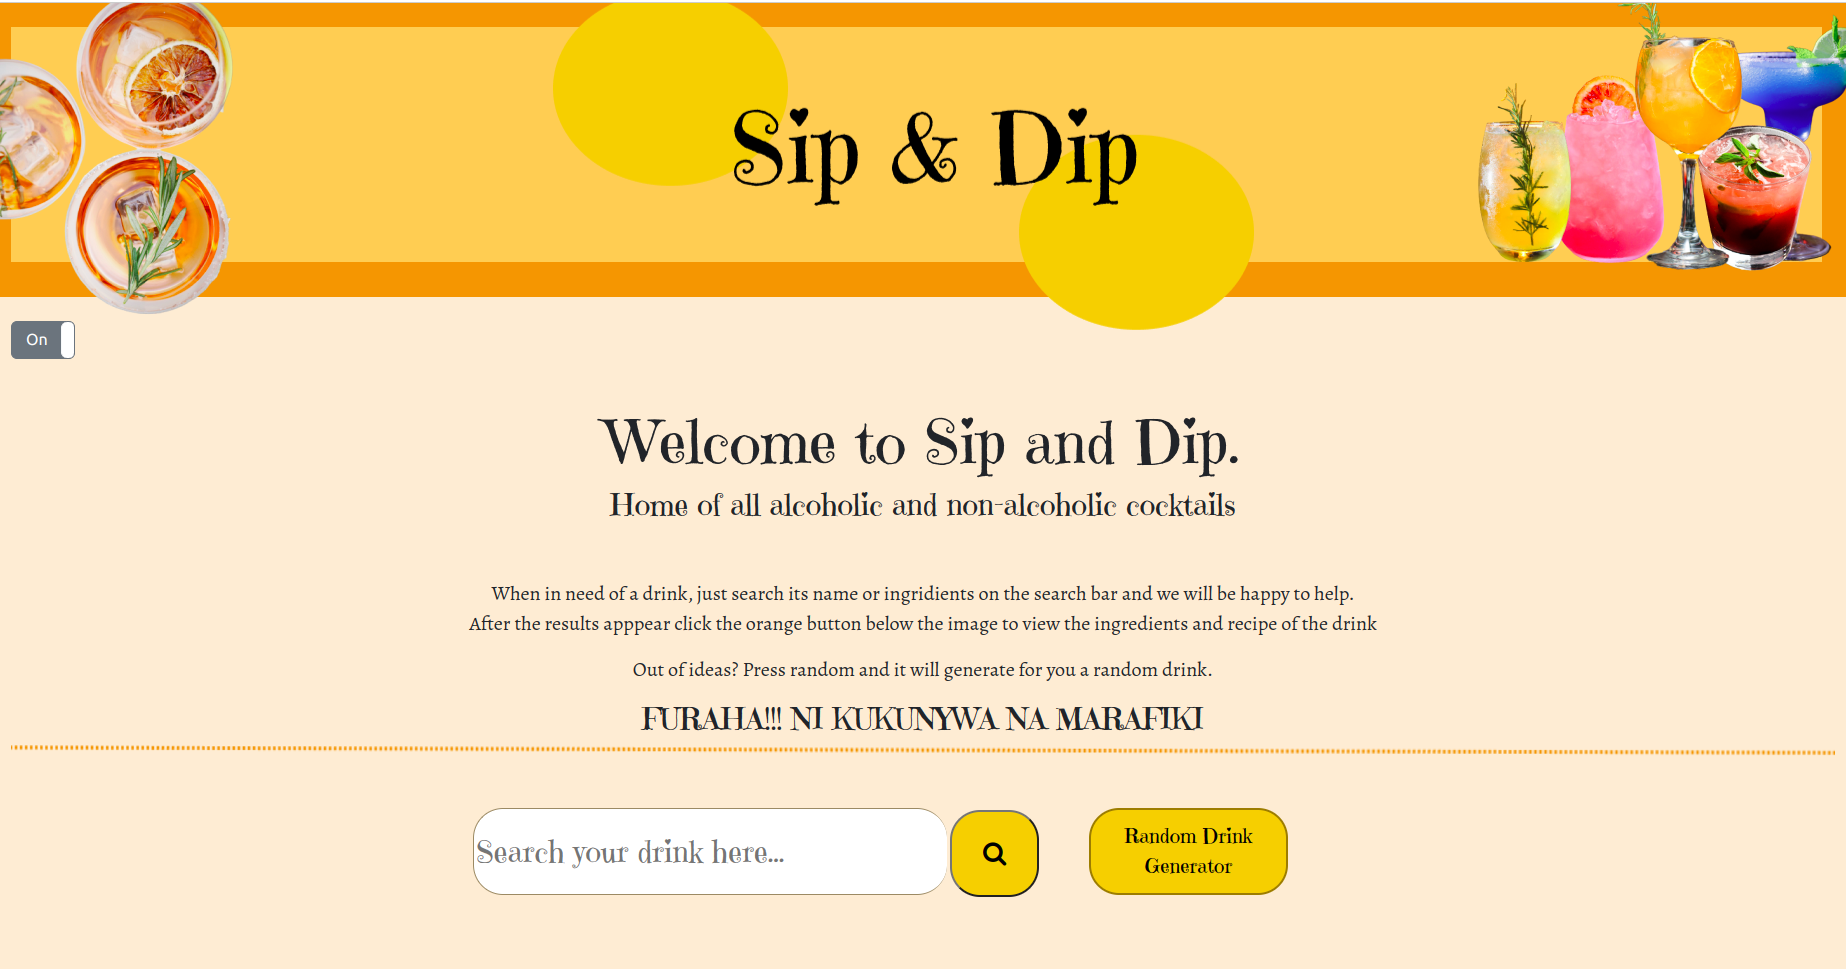 Sip & Dip
On
Welcome to Sip and Dip.
Home of all alcoholic and non-alcoholic cocktails
When in need of a drink, just search its name or ingridients on the search bar and we will be happy to help.
After the results apppear click the orange button below the image to view the ingredients and recipe of the drink
Out of ideas? Press random and it will generate for you a random drink.
FURAHA!!! NI KUKUNYWA NA MARAFIKI
Search your drink here...
Random Drink
Generator